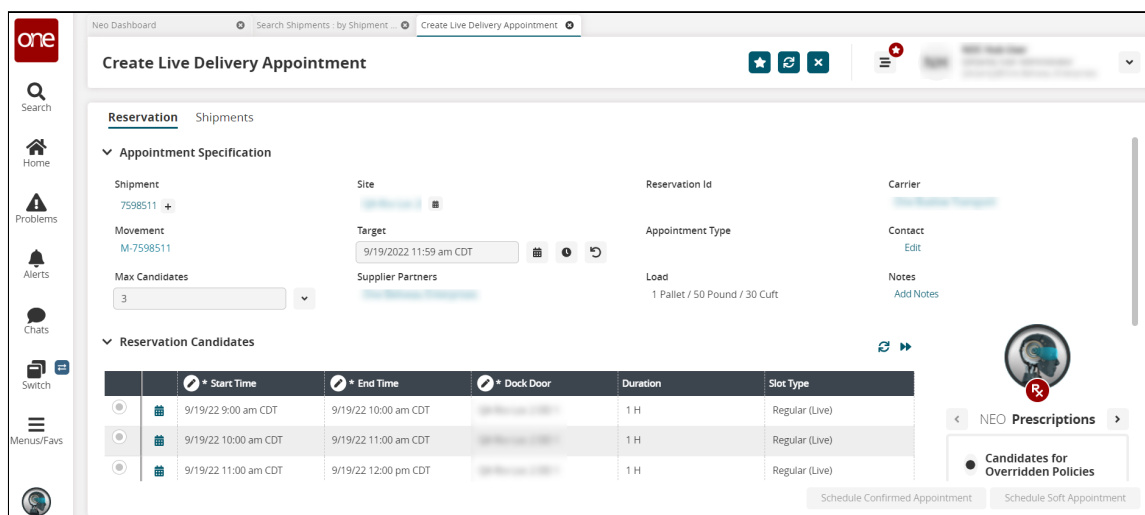 one
Neo Dashboard
Search Shipments : by Shipment ...
Create Live Delivery Appointment
Create Live Delivery Appointment
Search
Home
Problems
Alerts
Chats
Switch
Menus/Favs
Reservation Shipments
Appointment Specification
Shipment Site Reservation Id Carrier
7598511 +
Movement Target Appointment Type Contact
M-7598511 9/19/2022 11:59 am CDT Edit
Max Candidates Supplier Partners Load Notes
3 1 Pallet / 50 Pound / 30 Cuft Add Notes
Reservation Candidates
* Start Time * End Time * Dock Door Duration Slot Type
9/19/22 9:00 am CDT 9/19/22 10:00 am CDT 1 H Regular (Live)
9/19/22 10:00 am CDT 9/19/22 11:00 am CDT 1 H Regular (Live)
9/19/22 11:00 am CDT 9/19/22 12:00 pm CDT 1 H Regular (Live)
Rx
< NEO Prescriptions >
Candidates for
Overridden Policies
Schedule Confirmed Appointment Schedule Soft Appointment